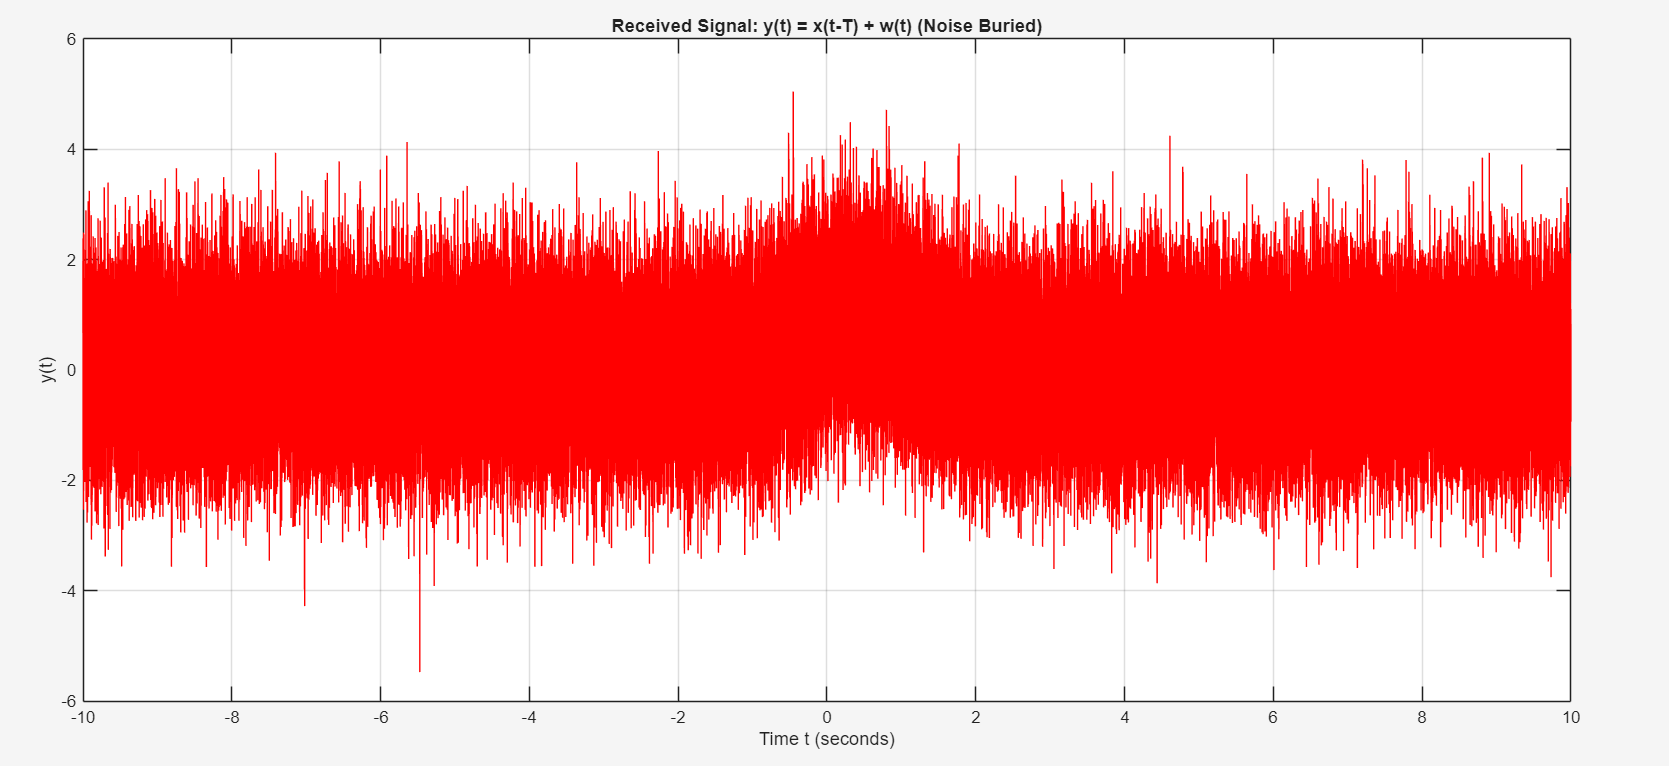 Received Signal: y(t) = x(t-T) + w(t) (Noise Buried)
y(t)
6
4
2
0
-2
-4
-6
-10 -8 -6 -4 -2 0 2 4 6 8 10
Time t (seconds)